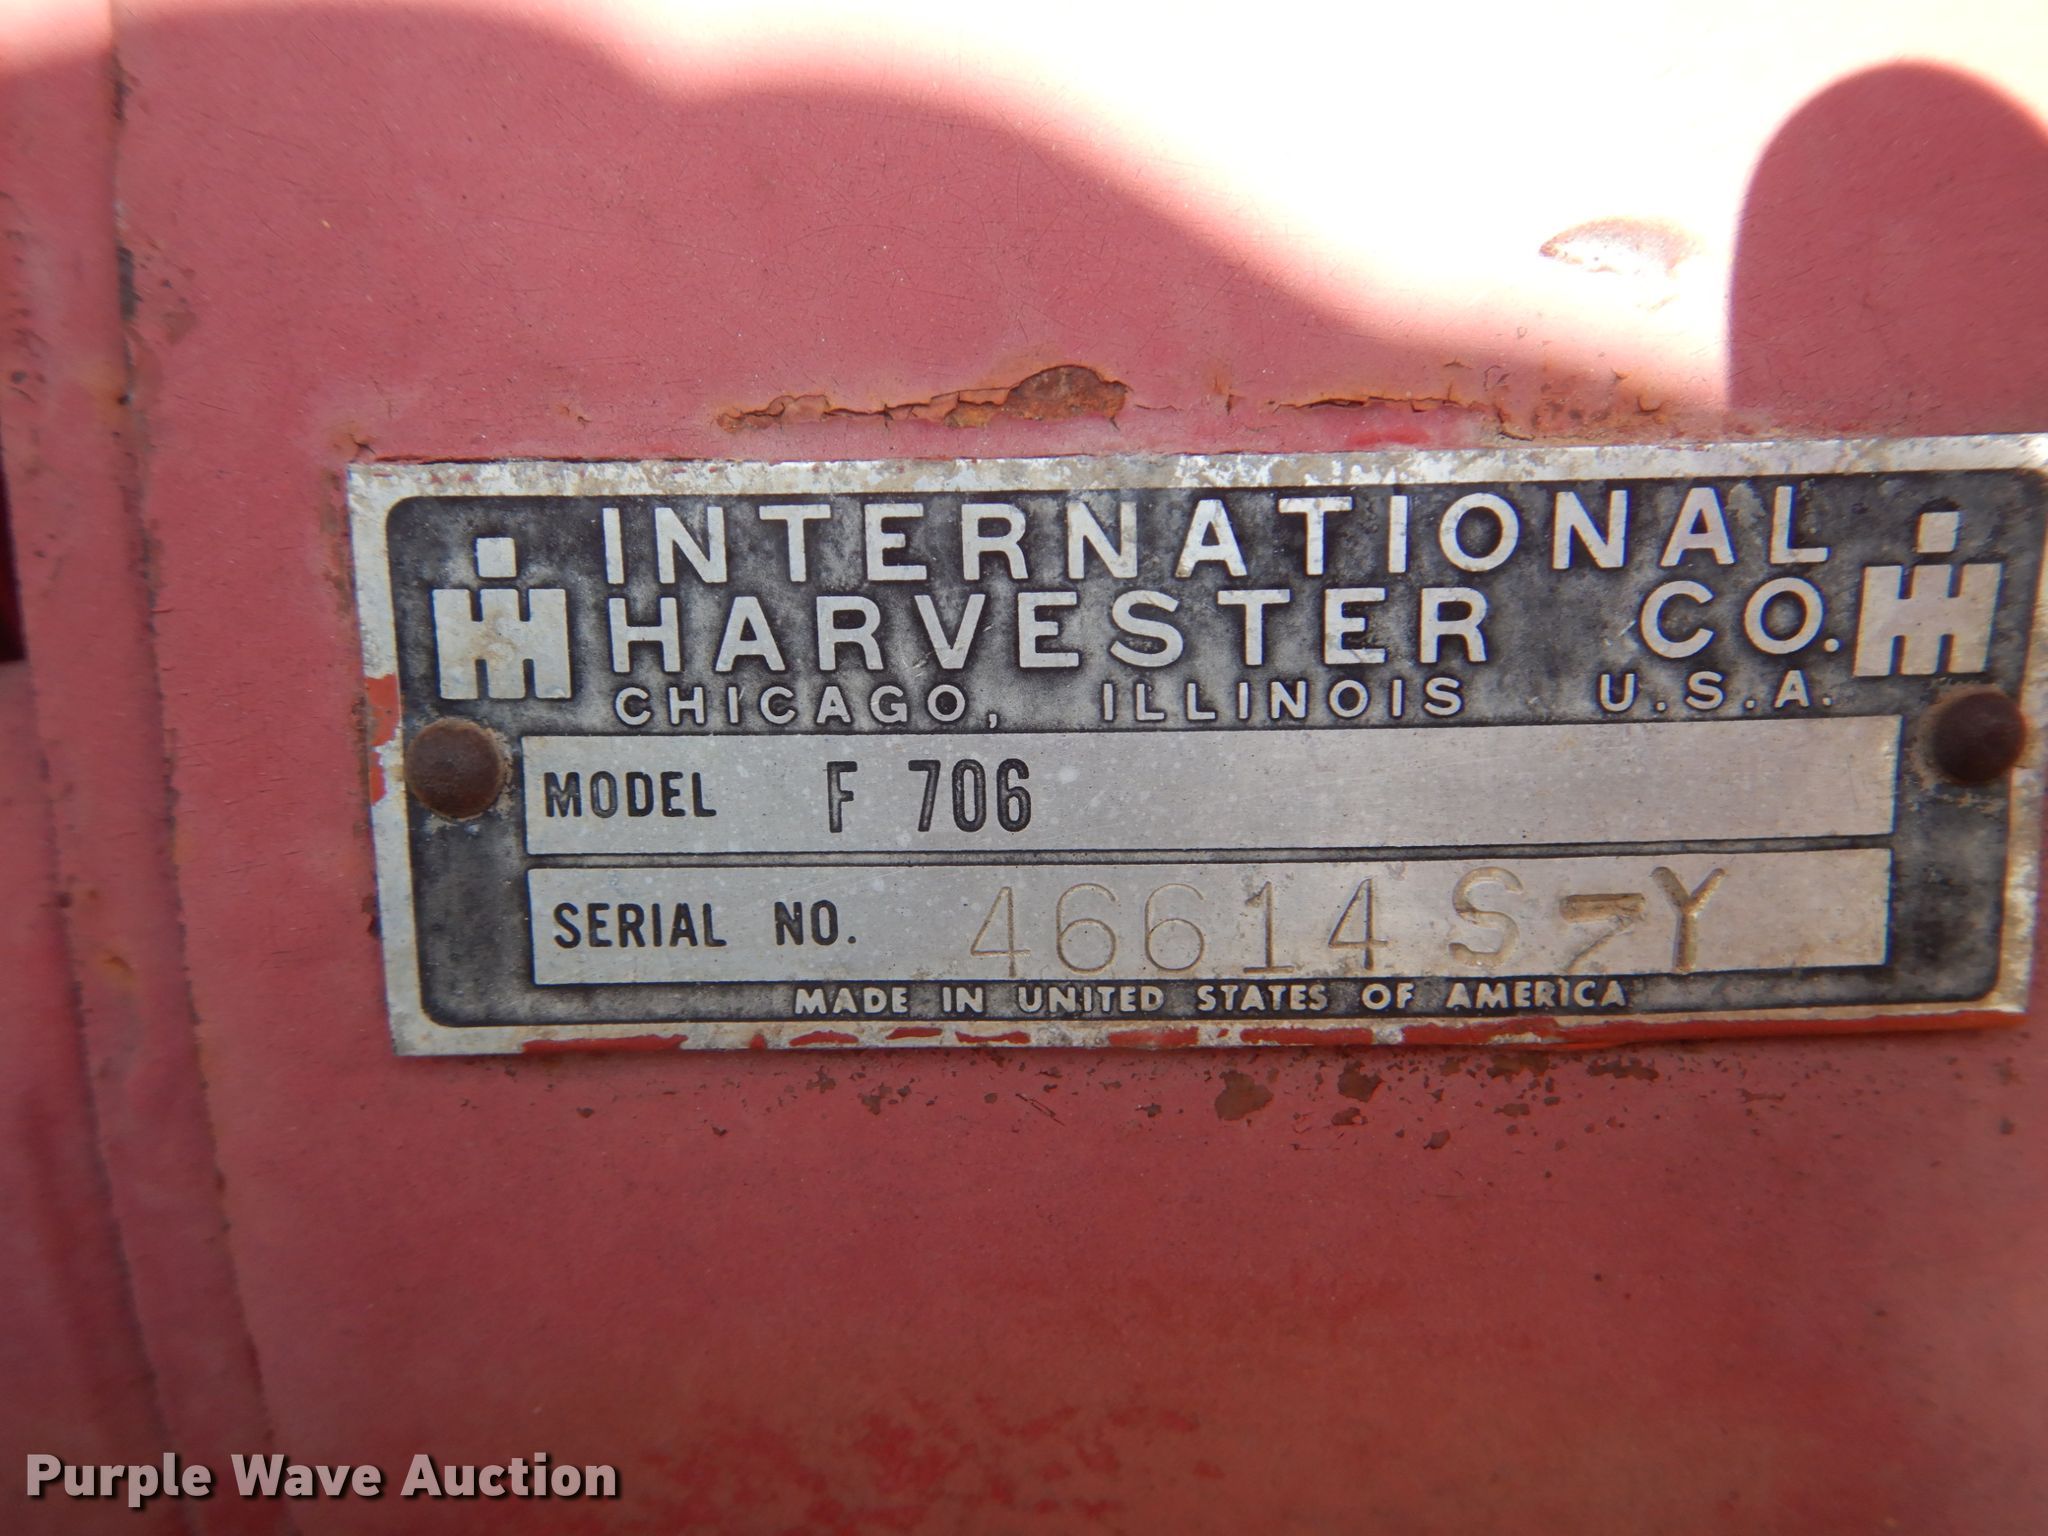 INTERNATIONAL
HARVESTER CO.
CHICAGO, ILLINOIS U.S.A.
MODEL F 706
SERIAL NO. 46614 S-Y
MADE IN UNITED STATES OF AMERICA
Purple Wave Auction